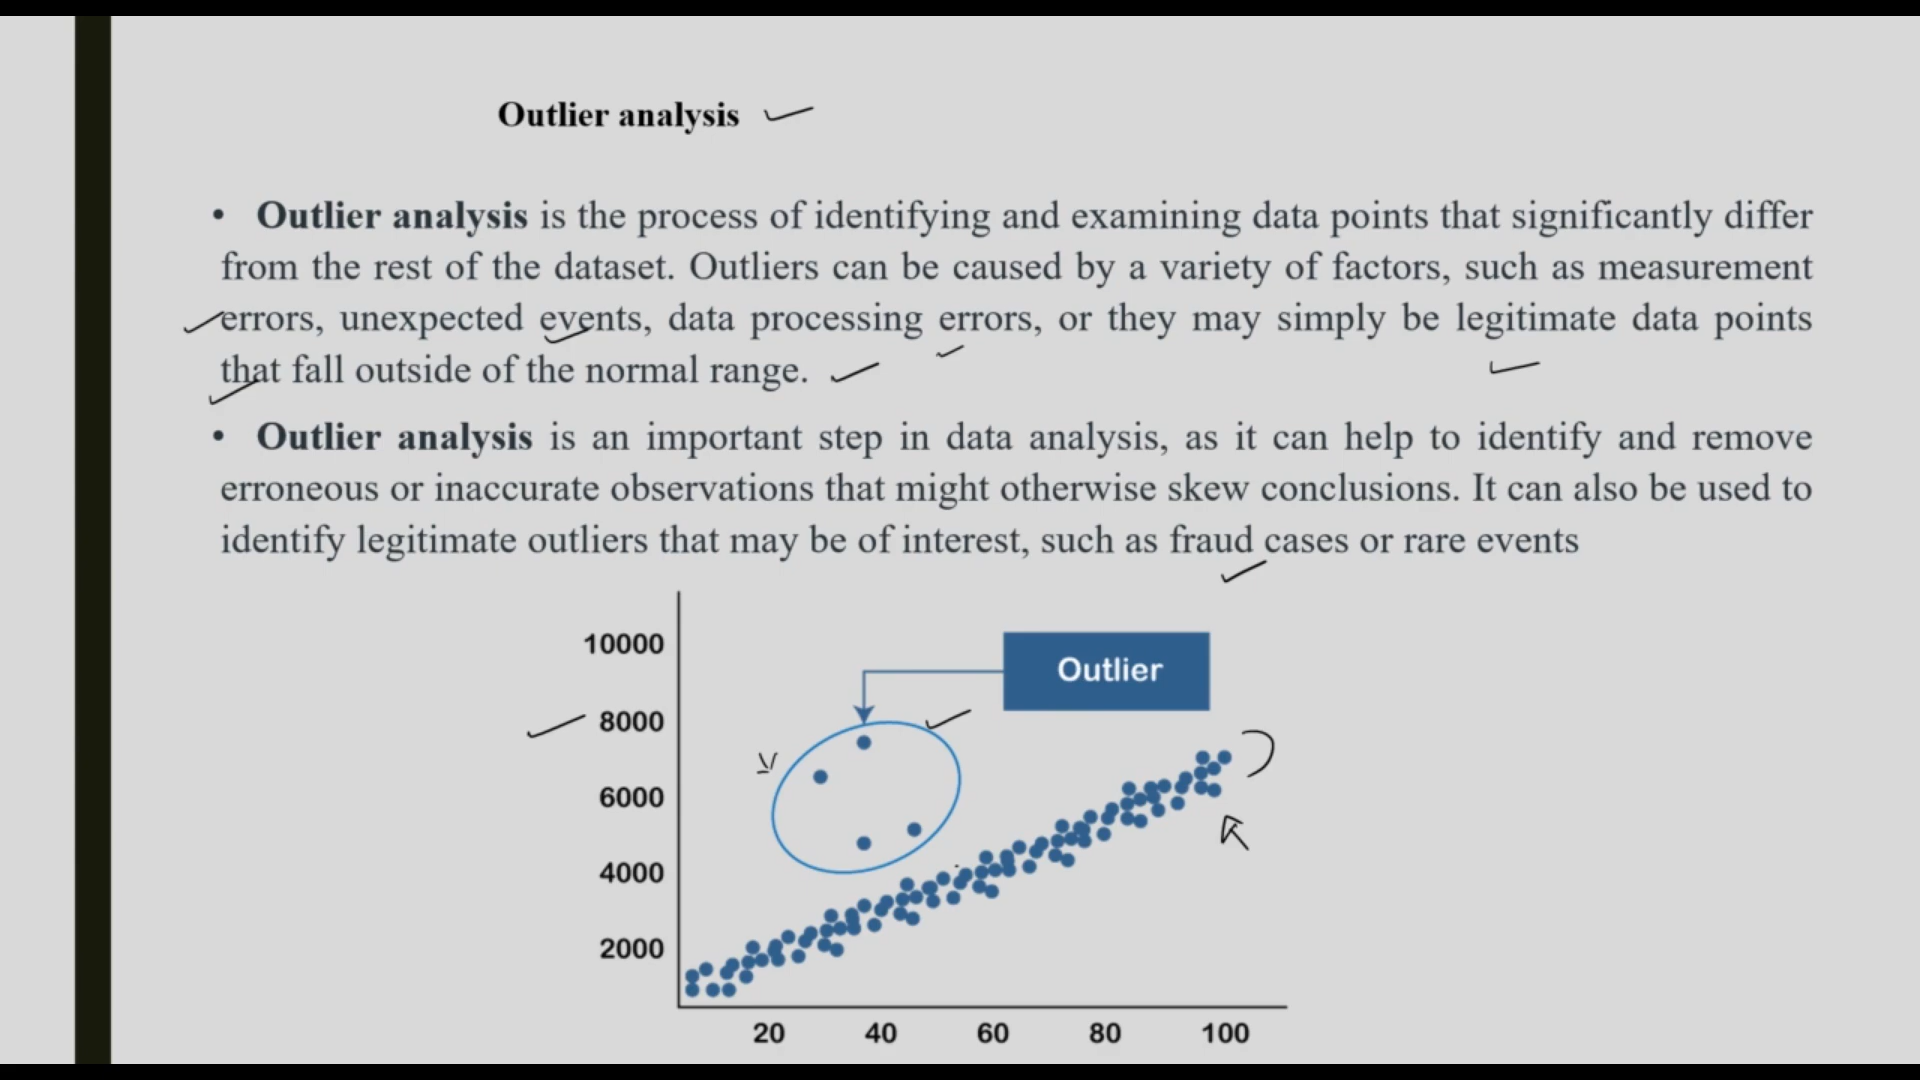 Outlier analysis
• Outlier analysis is the process of identifying and examining data points that significantly differ
from the rest of the dataset. Outliers can be caused by a variety of factors, such as measurement
errors, unexpected events, data processing errors, or they may simply be legitimate data points
that fall outside of the normal range.
• Outlier analysis is an important step in data analysis, as it can help to identify and remove
erroneous or inaccurate observations that might otherwise skew conclusions. It can also be used to
identify legitimate outliers that may be of interest, such as fraud cases or rare events
10000
Outlier
8000
6000
4000
2000
20 40 60 80 100